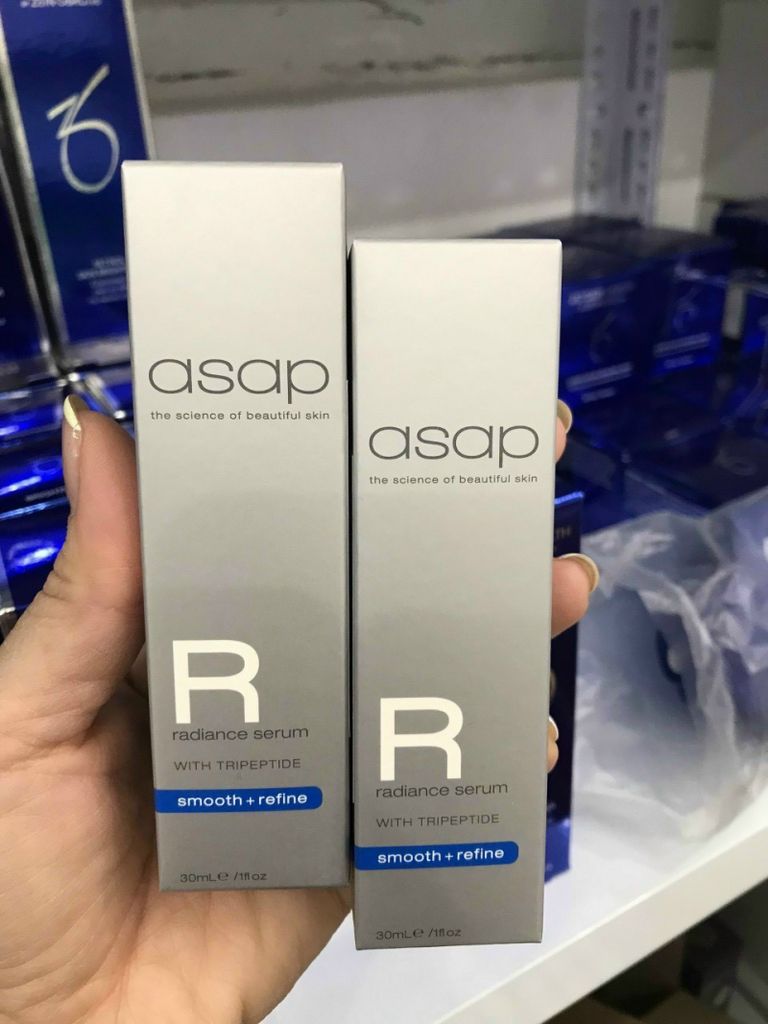 asap
the science of beautiful skin
R
radiance serum
WITH TRIPEPTIDE
smooth + refine
30mL ℮ /1fl oz
asap
the science of beautiful skin
R
radiance serum
WITH TRIPEPTIDE
smooth + refine
30mL ℮ /1fl oz